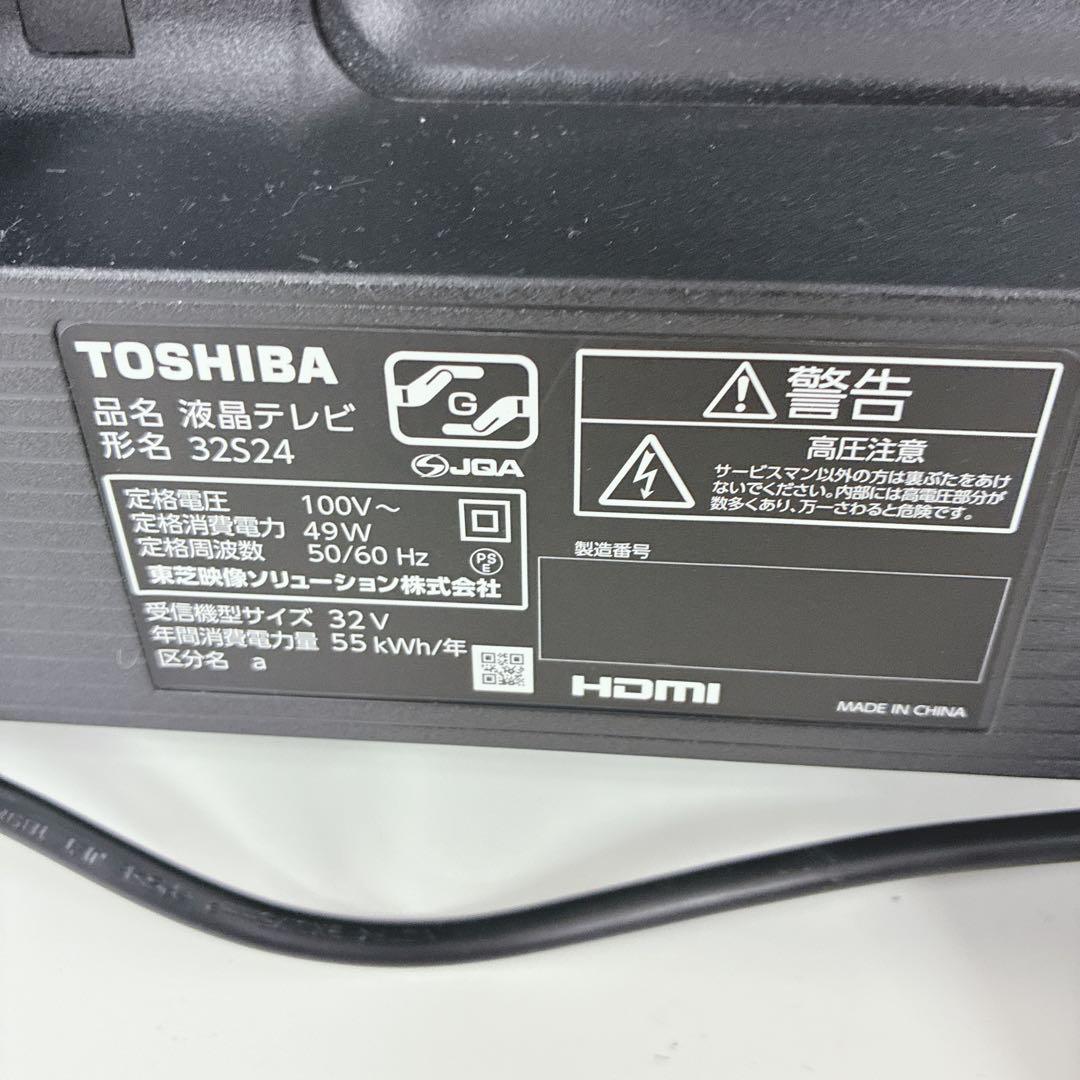 TOSHIBA
品名 液晶テレビ
形名 32S24
G
JQA
定格電圧 100V～
定格消費電力 49W
定格周波数 50/60 Hz
PS
E
東芝映像ソリューション株式会社
受信機型サイズ 32V
年間消費電力量 55 kWh/年
区分名 a
警告
高圧注意
サービスマン以外の方は裏ぶたをあけ
ないでください。内部には高電圧部分が
数多くあり、万一さわると危険です。
製造番号
HDMI
MADE IN CHINA